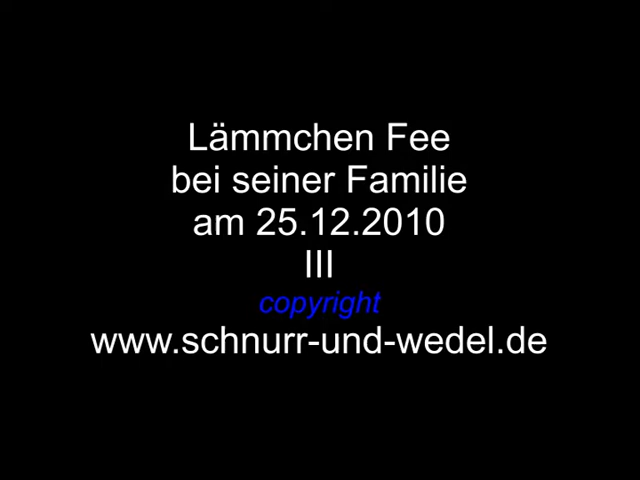 Lämmchen Fee
bei seiner Familie
am 25.12.2010
III
copyright
www.schnurr-und-wedel.de